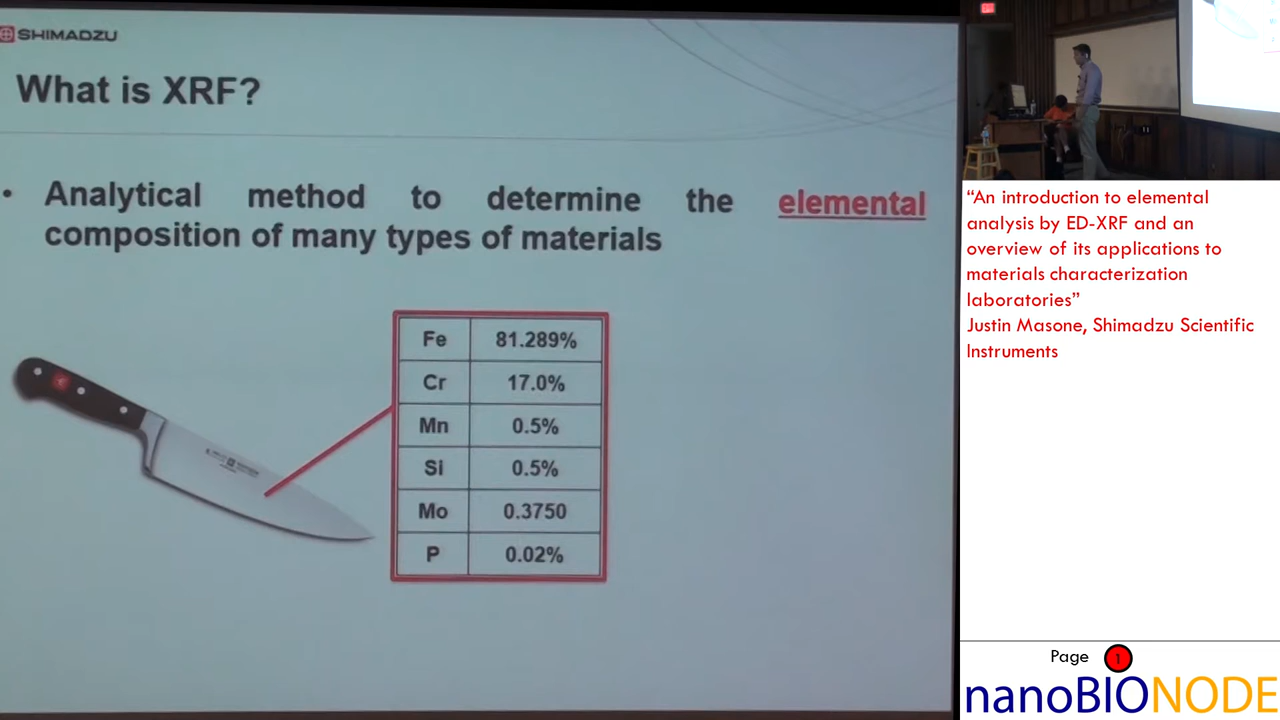 SHIMADZU
What is XRF?
• Analytical method to determine the elemental
composition of many types of materials
Fe 81.289%
Cr 17.0%
Mn 0.5%
Si 0.5%
Mo 0.3750
P 0.02%
“An introduction to elemental
analysis by ED-XRF and an
overview of its applications to
materials characterization
laboratories”
Justin Masone, Shimadzu Scientific
Instruments
Page 1
nanoBIONODE